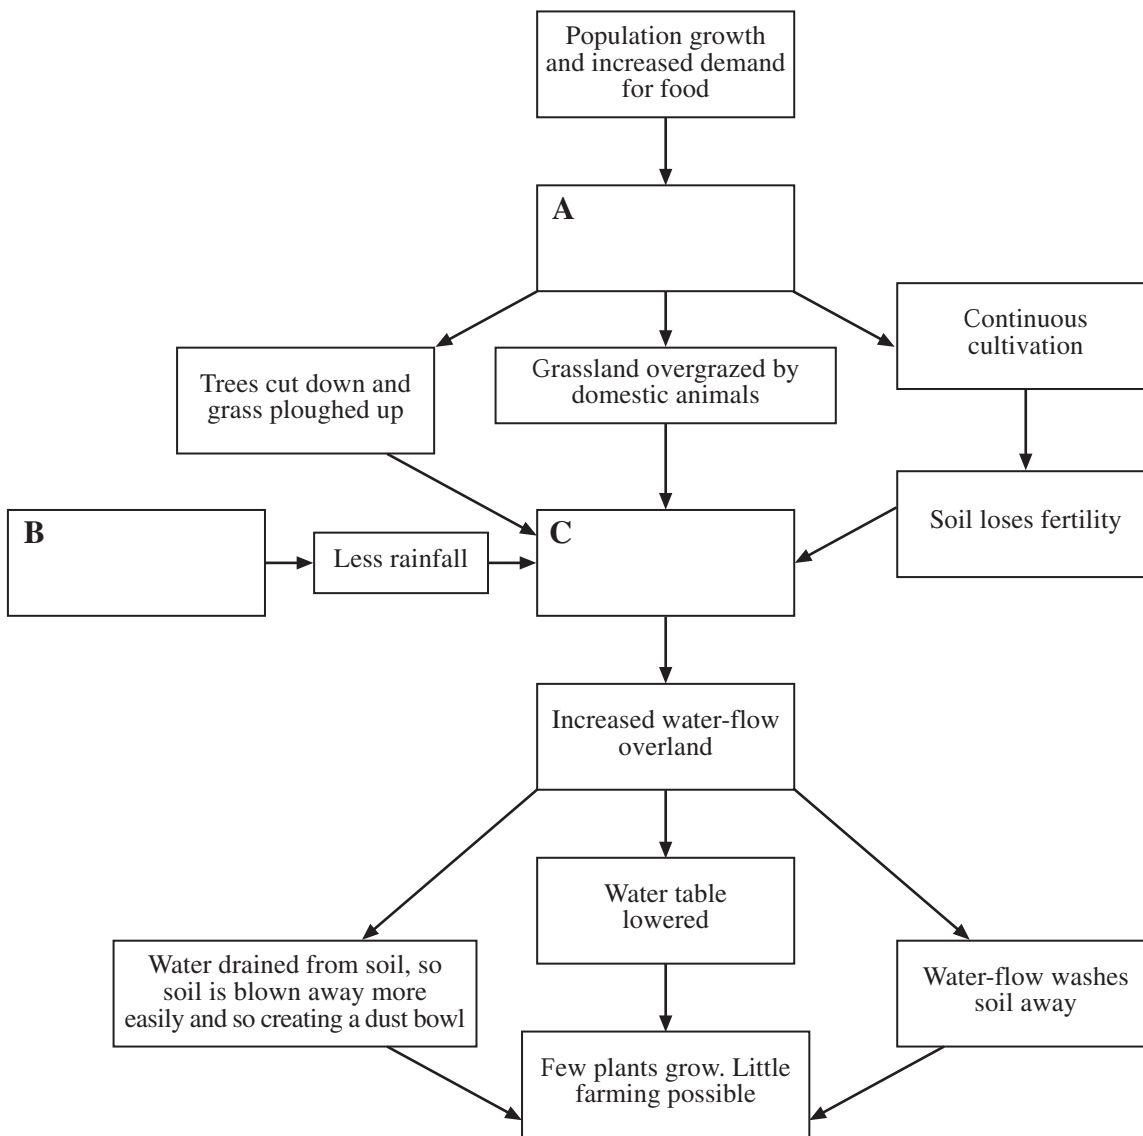 Population growth
and increased demand
for food
A
Continuous
cultivation
Trees cut down and
grass ploughed up
Grassland overgrazed by
domestic animals
Soil loses fertility
B
Less rainfall
C
Increased water-flow
overland
Water table
lowered
Water drained from soil, so
soil is blown away more
easily and so creating a dust bowl
Water-flow washes
soil away
Few plants grow. Little
farming possible